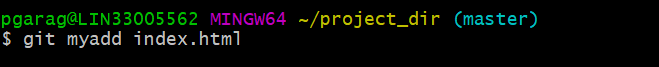 pgarag@LIN33005562 MINGW64 ~/project_dir (master)
$ git myadd index.html